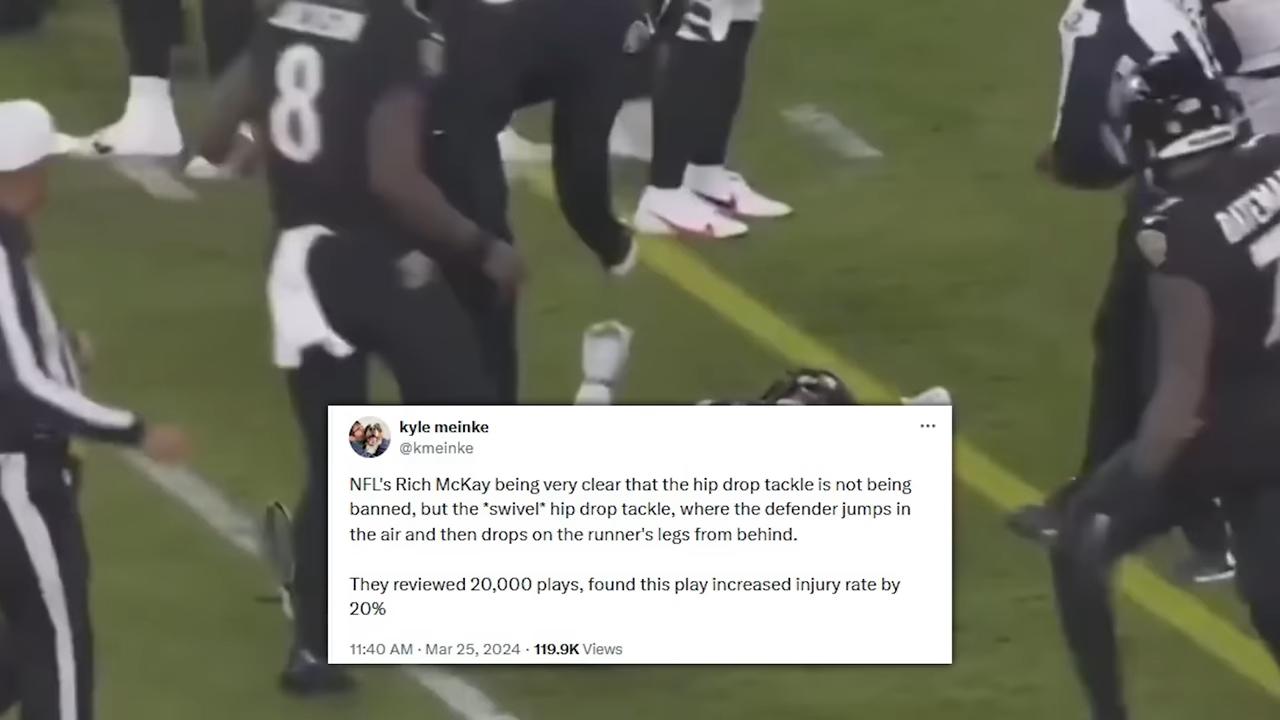 8
kyle meinke
@kmeinke
NFL's Rich McKay being very clear that the hip drop tackle is not being
banned, but the *swivel* hip drop tackle, where the defender jumps in
the air and then drops on the runner's legs from behind.
They reviewed 20,000 plays, found this play increased injury rate by
20%
11:40 AM · Mar 25, 2024 · 119.9K Views